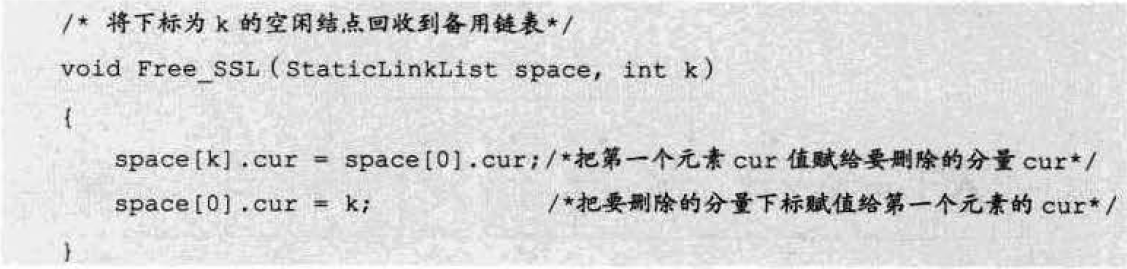 /* 将下标为 k 的空闲结点回收到备用链表*/
void Free_SSL(StaticLinkList space, int k)
{
space[k].cur = space[0].cur;/*把第一个元素 cur 值赋给要删除的分量 cur*/
space[0].cur = k; /*把要删除的分量下标赋值给第一个元素的 cur*/
}